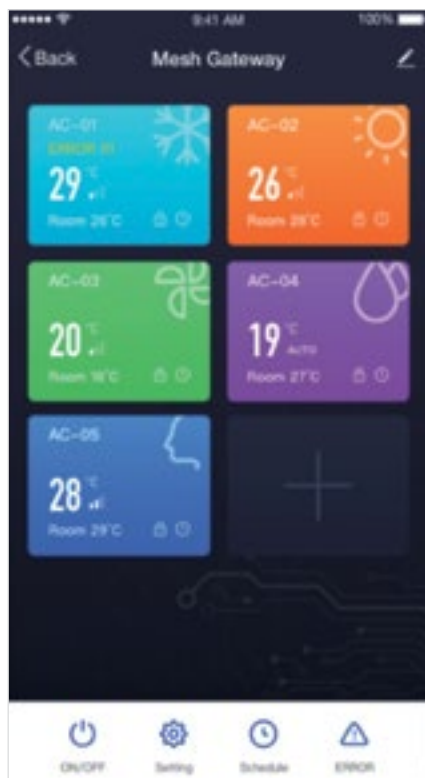 9:41 AM 100%
Back Mesh Gateway
AC-01
29 °C
Room 26°C
AC-02
26 °C
Room 28°C
AC-03
20 °C
Room 18°C
AC-04
19 °C
AUTO
Room 27°C
AC-05
28 °C
Room 29°C
ON/OFF Setting Schedule ERROR